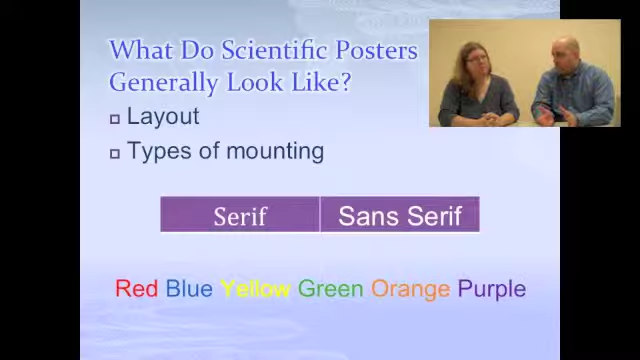 What Do Scientific Posters
Generally Look Like?
Layout
Types of mounting
Serif Sans Serif
Red Blue Yellow Green Orange Purple